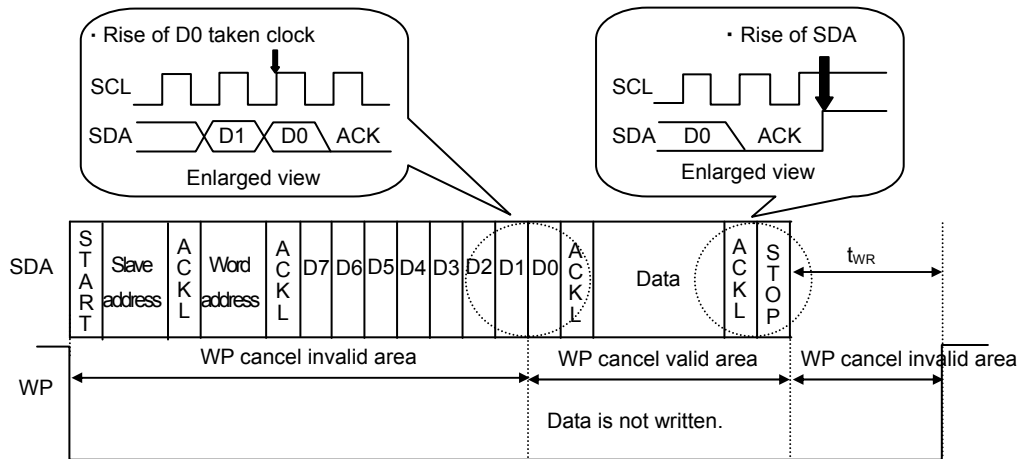 ・Rise of D0 taken clock
SCL
SDA D1 D0 ACK
Enlarged view
・Rise of SDA
SCL
SDA D0 ACK
Enlarged view
SDA
START
Slave address
ACKL
Word address
ACKL
D7 D6 D5 D4 D3 D2 D1 D0
ACKL
Data
ACKL
STOP
tWR
WP cancel invalid area WP cancel valid area WP cancel invalid area
WP
Data is not written.